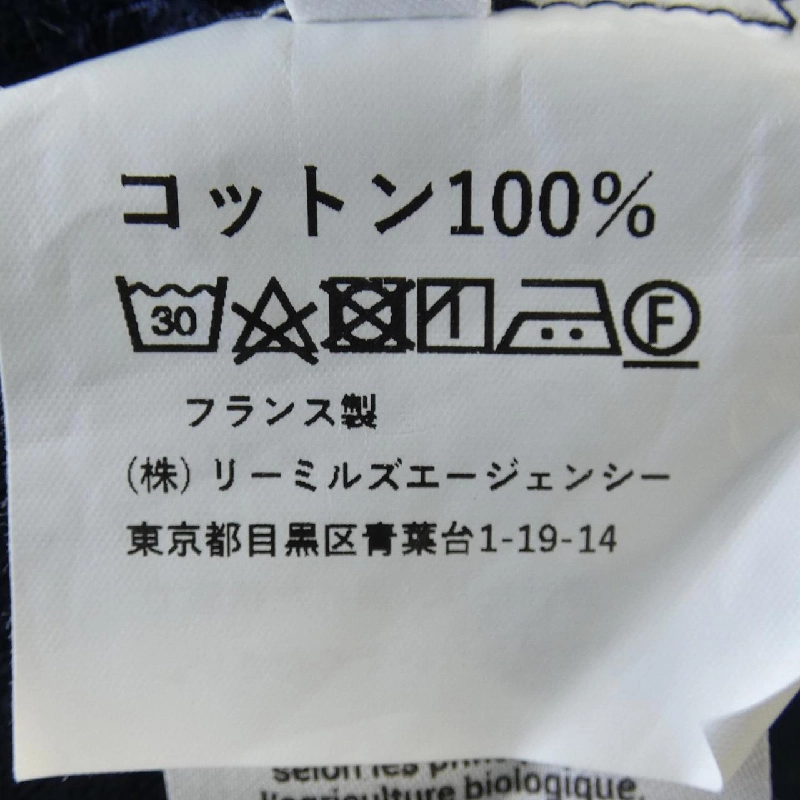 コットン100%
30 F
フランス製
(株) リーミルズエージェンシー
東京都目黒区青葉台1-19-14
selon les
l'agriculture biologique.